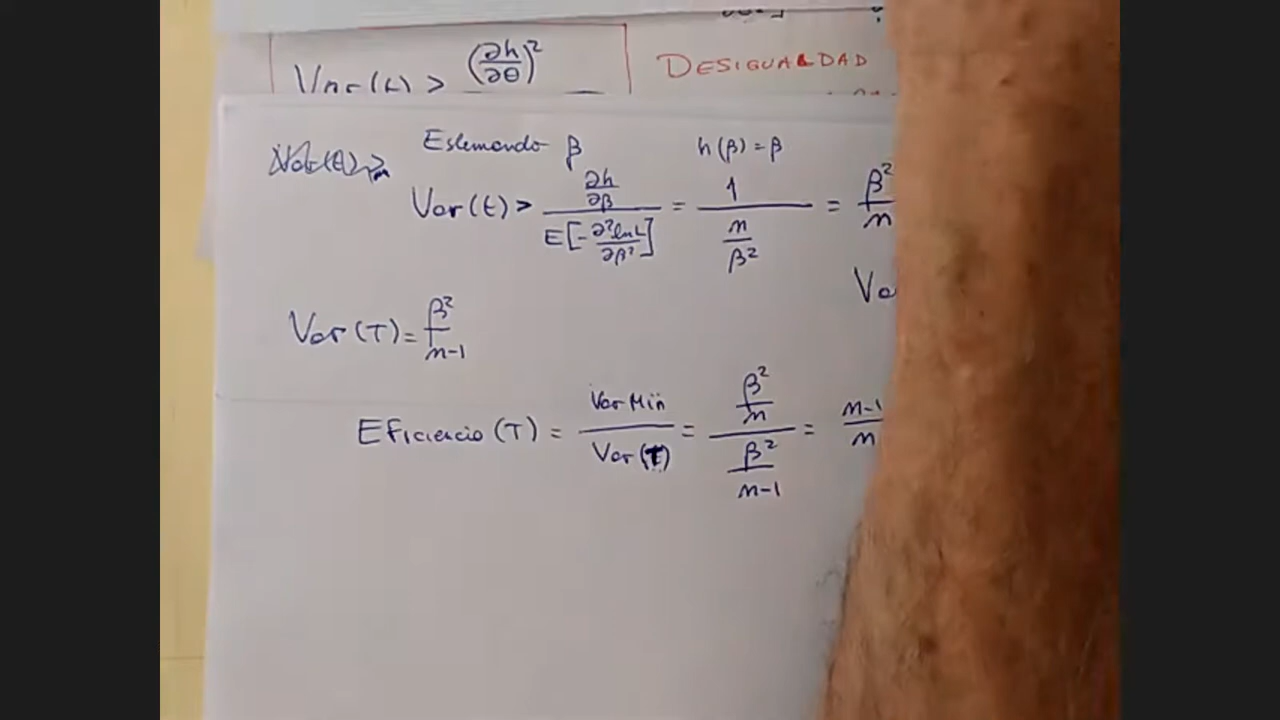 Var(t) > (∂h/∂θ)²
DESIGUALDAD
Estimando β
h(β) = β
Var(t) > ∂h/∂β / E[-∂²lnL/∂β²] = 1 / (n/β²) = β²/n
Var(T) = β²/n-1
Eficiencia(T) = Var Min / Var(T) = (β²/n) / (β²/n-1) = n-1/n